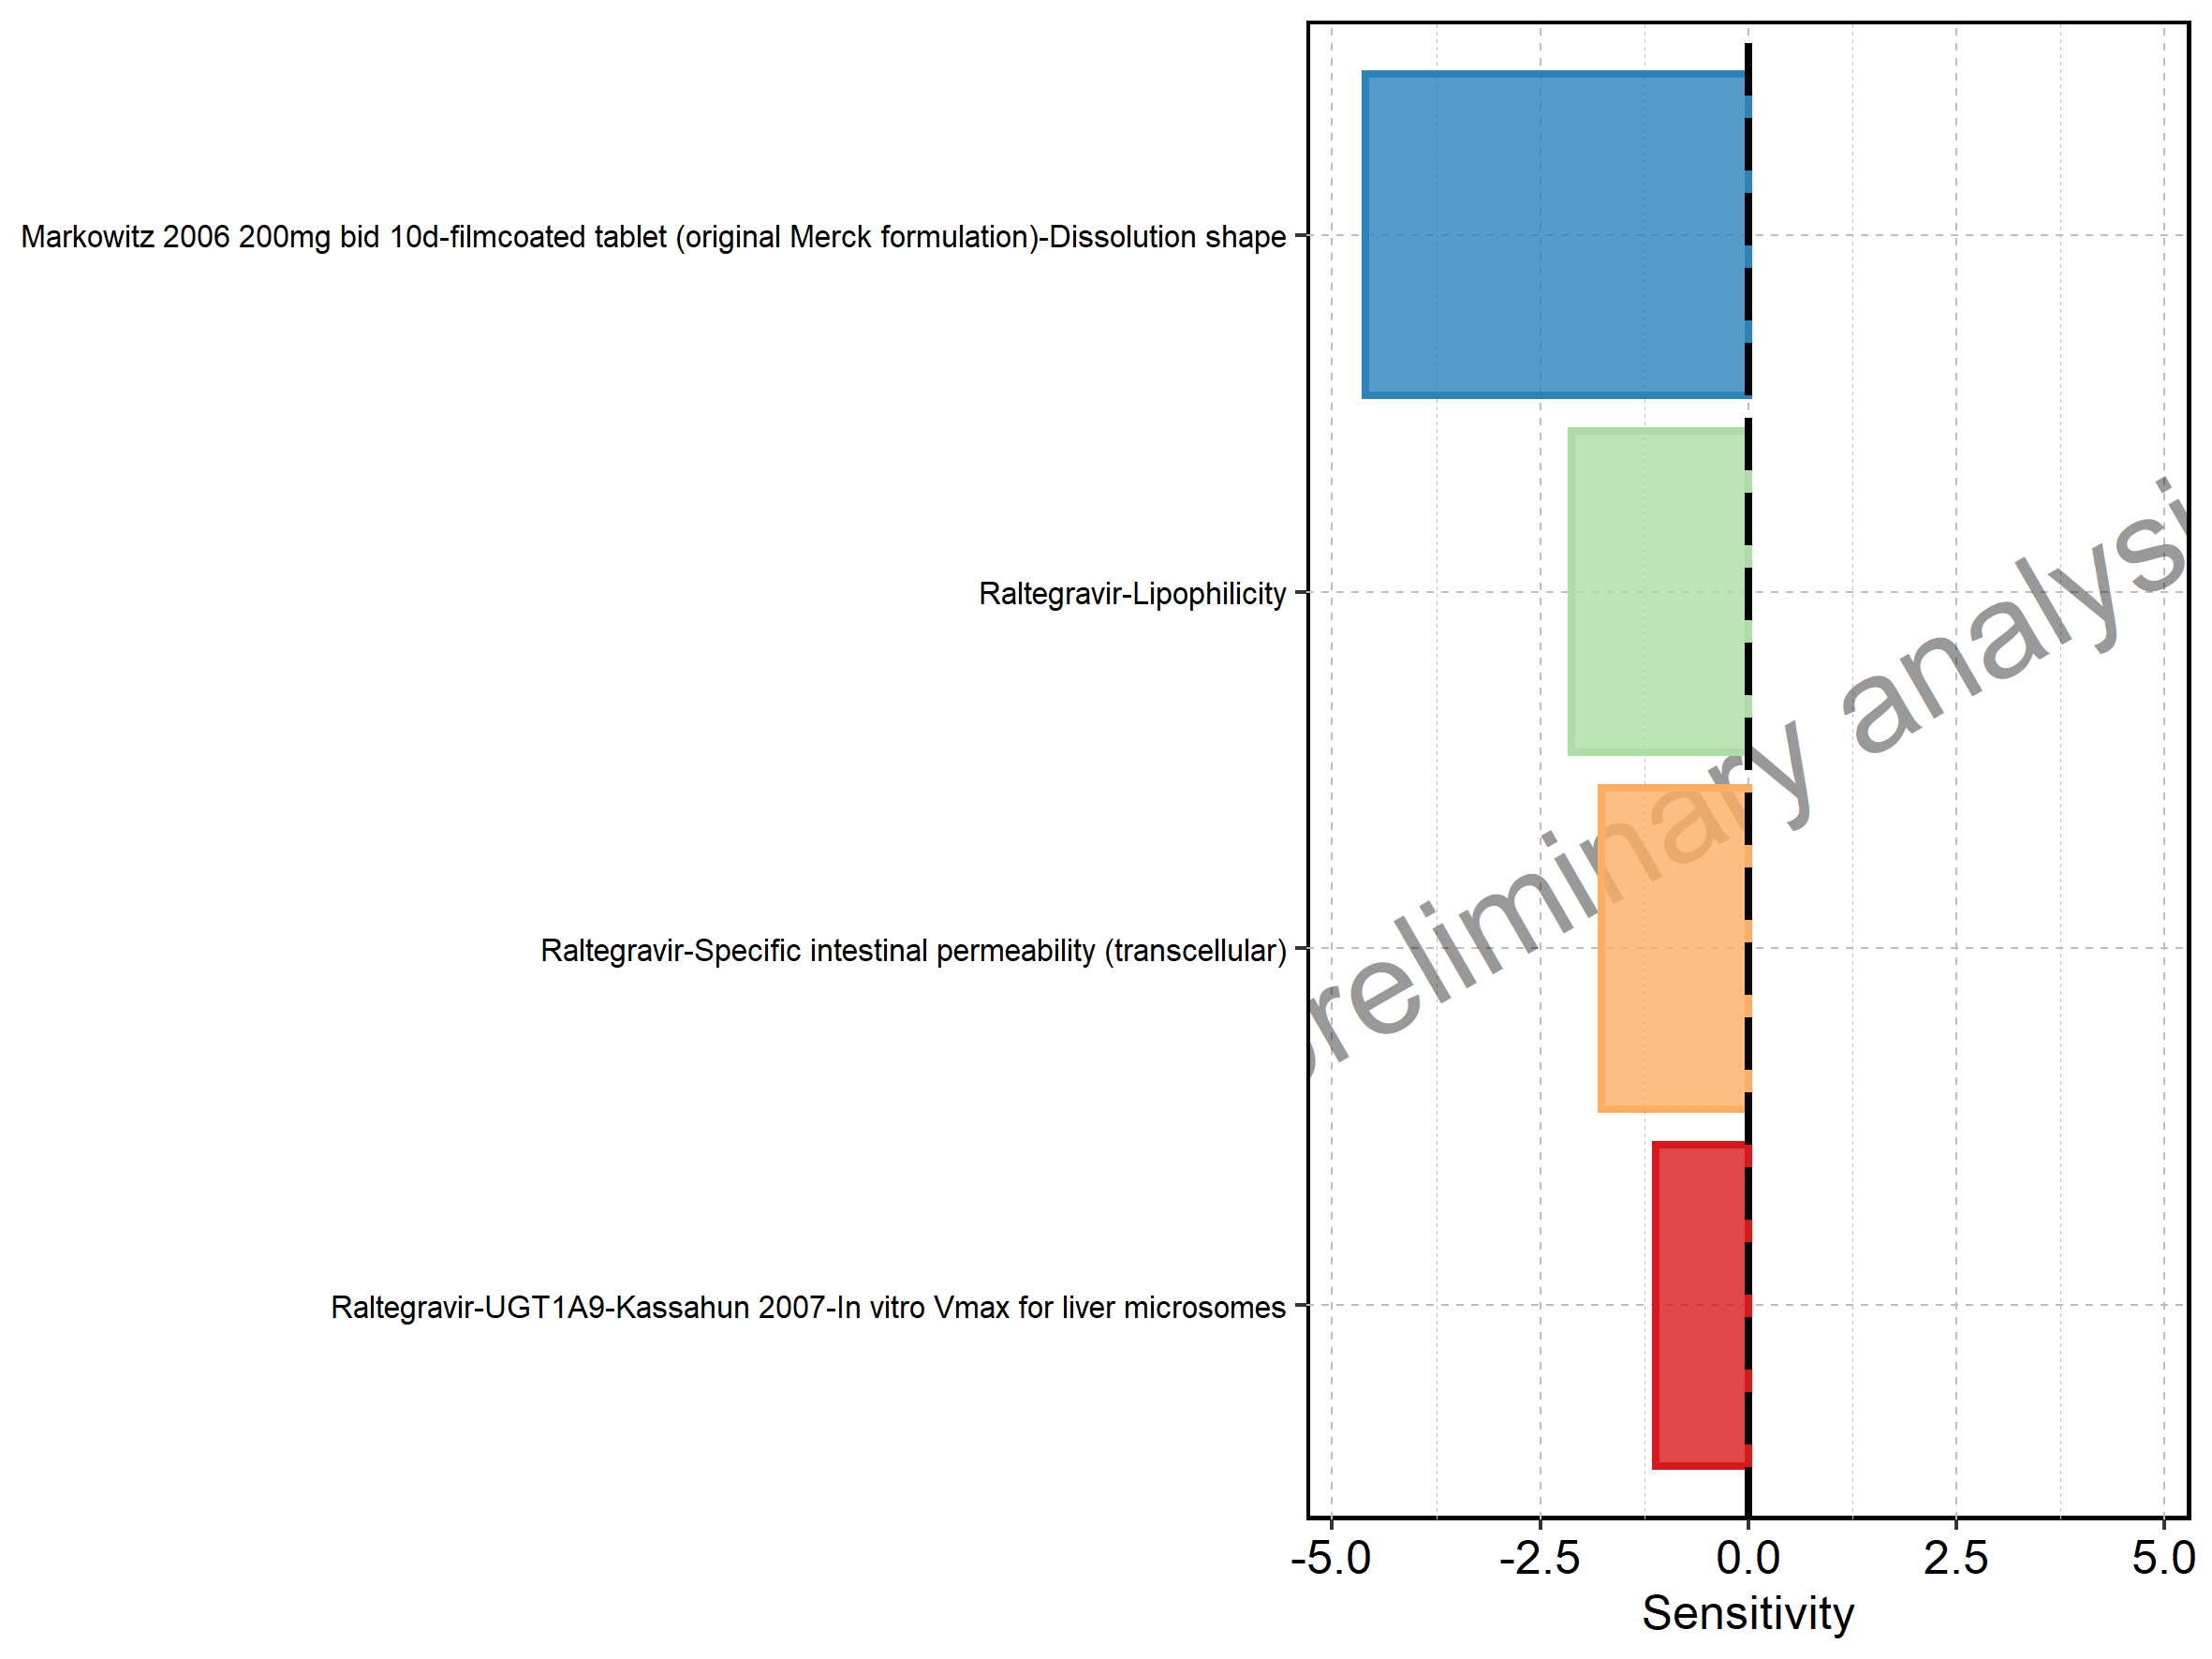 Markowitz 2006 200mg bid 10d-filmcoated tablet (original Merck formulation)-Dissolution shape
Raltegravir-Lipophilicity
Raltegravir-Specific intestinal permeability (transcellular)
Raltegravir-UGT1A9-Kassahun 2007-In vitro Vmax for liver microsomes
preliminary analysi
-5.0 -2.5 0.0 2.5 5.0
Sensitivity